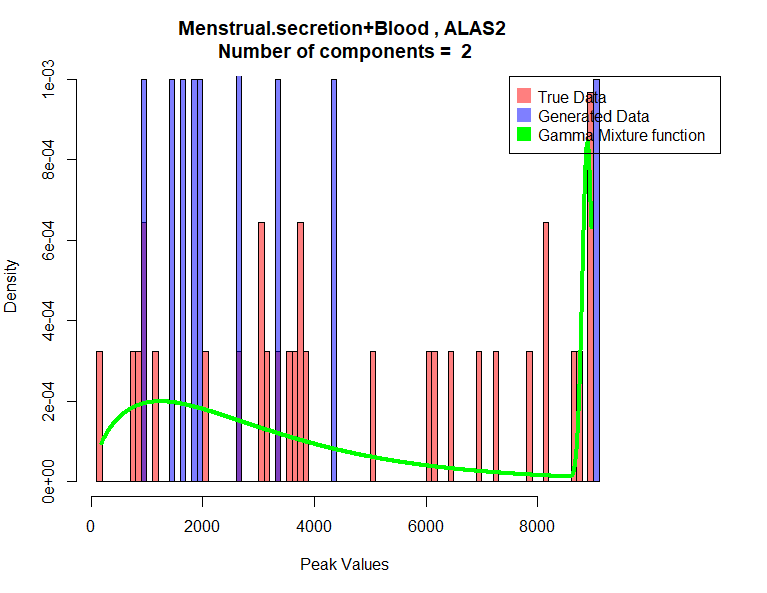 Menstrual.secretion+Blood , ALAS2
Number of components =  2
True Data
Generated Data
Gamma Mixture function
Density
1e-03
8e-04
6e-04
4e-04
2e-04
0e+00
0 2000 4000 6000 8000
Peak Values